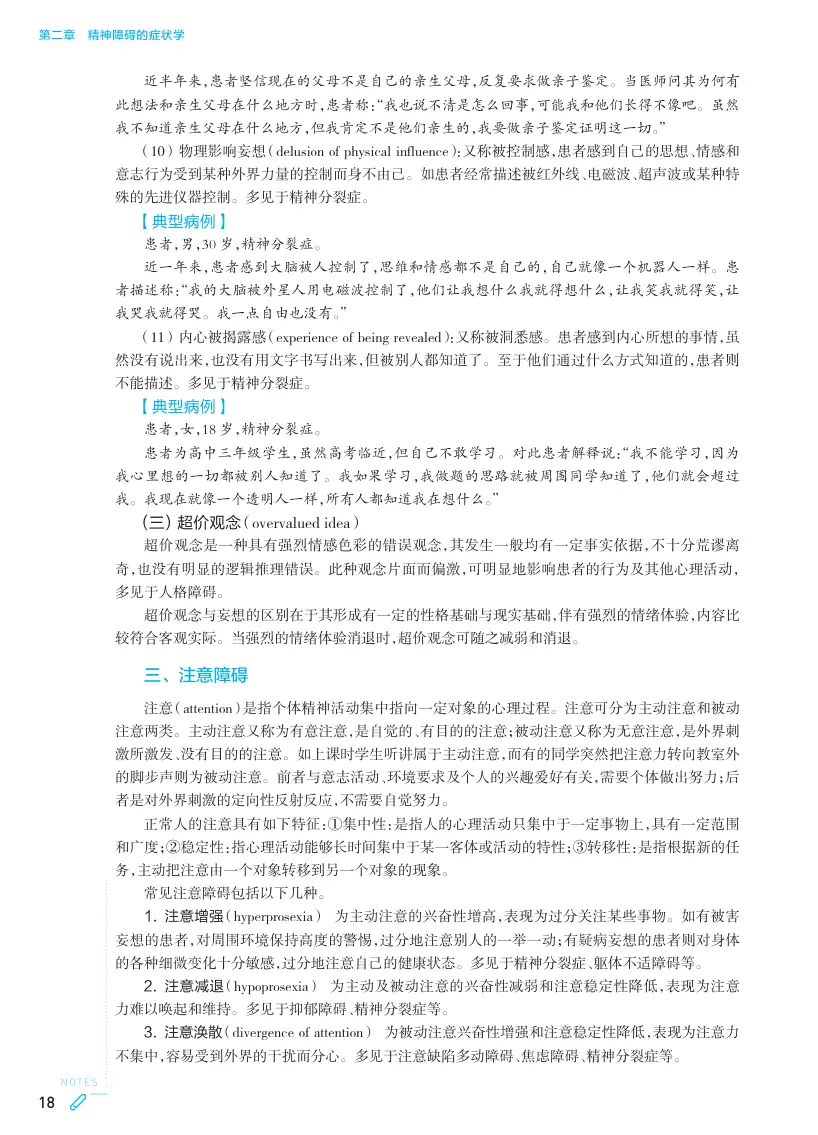 第二章 精神障碍的症状学
近半年来,患者坚信现在的父母不是自己的亲生父母,反复要求做亲子鉴定。当医师问其为何有
此想法和亲生父母在什么地方时,患者称:“我也说不清是怎么回事,可能我和他们长得不像吧。虽然
我不知道亲生父母在什么地方,但我肯定不是他们亲生的,我要做亲子鉴定证明这一切。”
(10)物理影响妄想(delusion of physical influence):又称被控制感,患者感到自己的思想、情感和
意志行为受到某种外界力量的控制而身不由己。如患者经常描述被红外线、电磁波、超声波或某种特
殊的先进仪器控制。多见于精神分裂症。
【典型病例】
患者,男,30 岁,精神分裂症。
近一年来,患者感到大脑被人控制了,思维和情感都不是自己的,自己就像一个机器人一样。患
者描述称:“我的大脑被外星人用电磁波控制了,他们让我想什么我就得想什么,让我笑我就得笑,让
我哭我就得哭。我一点自由也没有。”
(11)内心被揭露感(experience of being revealed):又称被洞悉感。患者感到内心所想的事情,虽
然没有说出来,也没有用文字书写出来,但被别人都知道了。至于他们通过什么方式知道的,患者则
不能描述。多见于精神分裂症。
【典型病例】
患者,女,18 岁,精神分裂症。
患者为高中三年级学生,虽然高考临近,但自己不敢学习。对此患者解释说:“我不能学习,因为
我心里想的一切都被别人知道了。我如果学习,我做题的思路就被周围同学知道了,他们就会超过
我。我现在就像一个透明人一样,所有人都知道我在想什么。”
(三)超价观念(overvalued idea)
超价观念是一种具有强烈情感色彩的错误观念,其发生一般均有一定事实依据,不十分荒谬离
奇,也没有明显的逻辑推理错误。此种观念片面而偏激,可明显地影响患者的行为及其他心理活动,
多见于人格障碍。
超价观念与妄想的区别在于其形成有一定的性格基础与现实基础,伴有强烈的情绪体验,内容比
较符合客观实际。当强烈的情绪体验消退时,超价观念可随之减弱和消退。
三、注意障碍
注意(attention)是指个体精神活动集中指向一定对象的心理过程。注意可分为主动注意和被动
注意两类。主动注意又称为有意注意,是自觉的、有目的的注意;被动注意又称为无意注意,是外界刺
激所激发、没有目的的注意。如上课时学生听讲属于主动注意,而有的同学突然把注意力转向教室外
的脚步声则为被动注意。前者与意志活动、环境要求及个人的兴趣爱好有关,需要个体做出努力;后
者是对外界刺激的定向性反射反应,不需要自觉努力。
正常人的注意具有如下特征:①集中性:是指人的心理活动只集中于一定事物上,具有一定范围
和广度;②稳定性:指心理活动能够长时间集中于某一客体或活动的特性;③转移性:是指根据新的任
务,主动把注意由一个对象转移到另一个对象的现象。
常见注意障碍包括以下几种。
1. 注意增强(hyperprosexia) 为主动注意的兴奋性增高,表现为过分关注某些事物。如有被害
妄想的患者,对周围环境保持高度的警惕,过分地注意别人的一举一动;有疑病妄想的患者则对身体
的各种细微变化十分敏感,过分地注意自己的健康状态。多见于精神分裂症、躯体不适障碍等。
2. 注意减退(hypoprosexia) 为主动及被动注意的兴奋性减弱和注意稳定性降低,表现为注意
力难以唤起和维持。多见于抑郁障碍、精神分裂症等。
3. 注意涣散(divergence of attention) 为被动注意兴奋性增强和注意稳定性降低,表现为注意力
不集中,容易受到外界的干扰而分心。多见于注意缺陷多动障碍、焦虑障碍、精神分裂症等。
NOTES
18